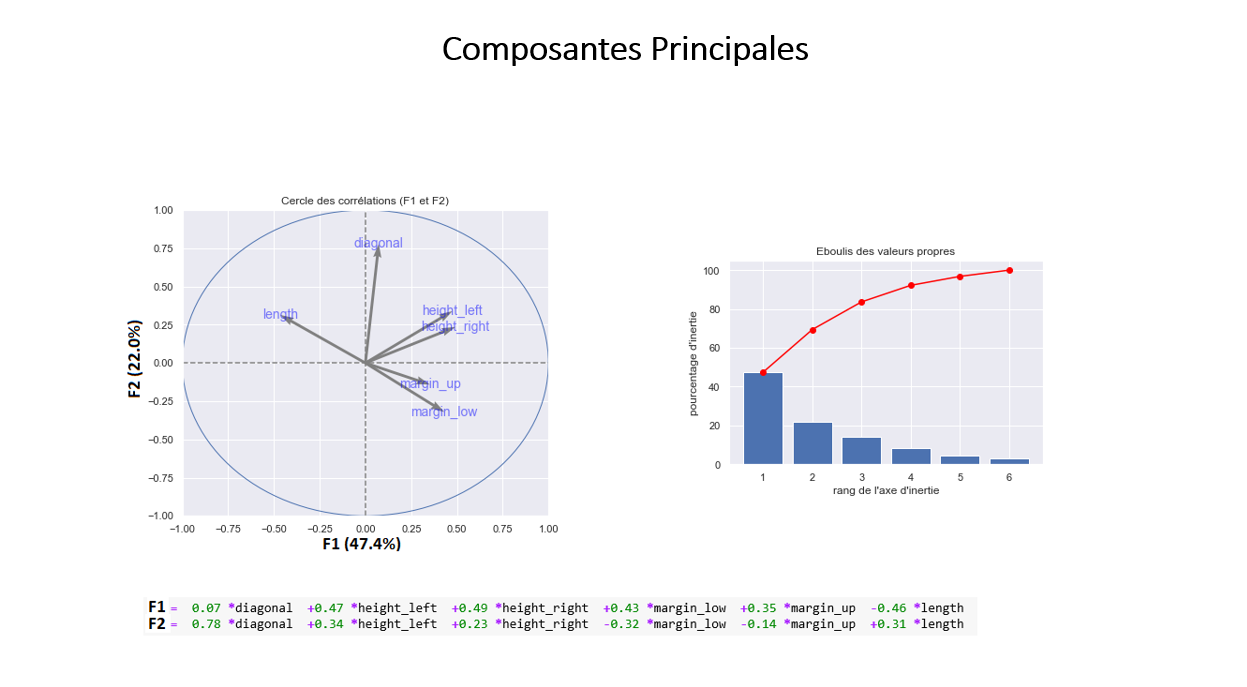 Composantes Principales
Cercle des corrélations (F1 et F2)
1.00
0.75
0.50
0.25
0.00
−0.25
−0.50
−0.75
−1.00
F2 (22.0%)
diagonal
length
height_left
height_right
margin_up
margin_low
−1.00 −0.75 −0.50 −0.25 0.00 0.25 0.50 0.75 1.00
F1 (47.4%)
Eboulis des valeurs propres
100
80
60
40
20
0
pourcentage d'inertie
1 2 3 4 5 6
rang de l'axe d'inertie
F1 = 0.07 *diagonal +0.47 *height_left +0.49 *height_right +0.43 *margin_low +0.35 *margin_up -0.46 *length
F2 = 0.78 *diagonal +0.34 *height_left +0.23 *height_right -0.32 *margin_low -0.14 *margin_up +0.31 *length